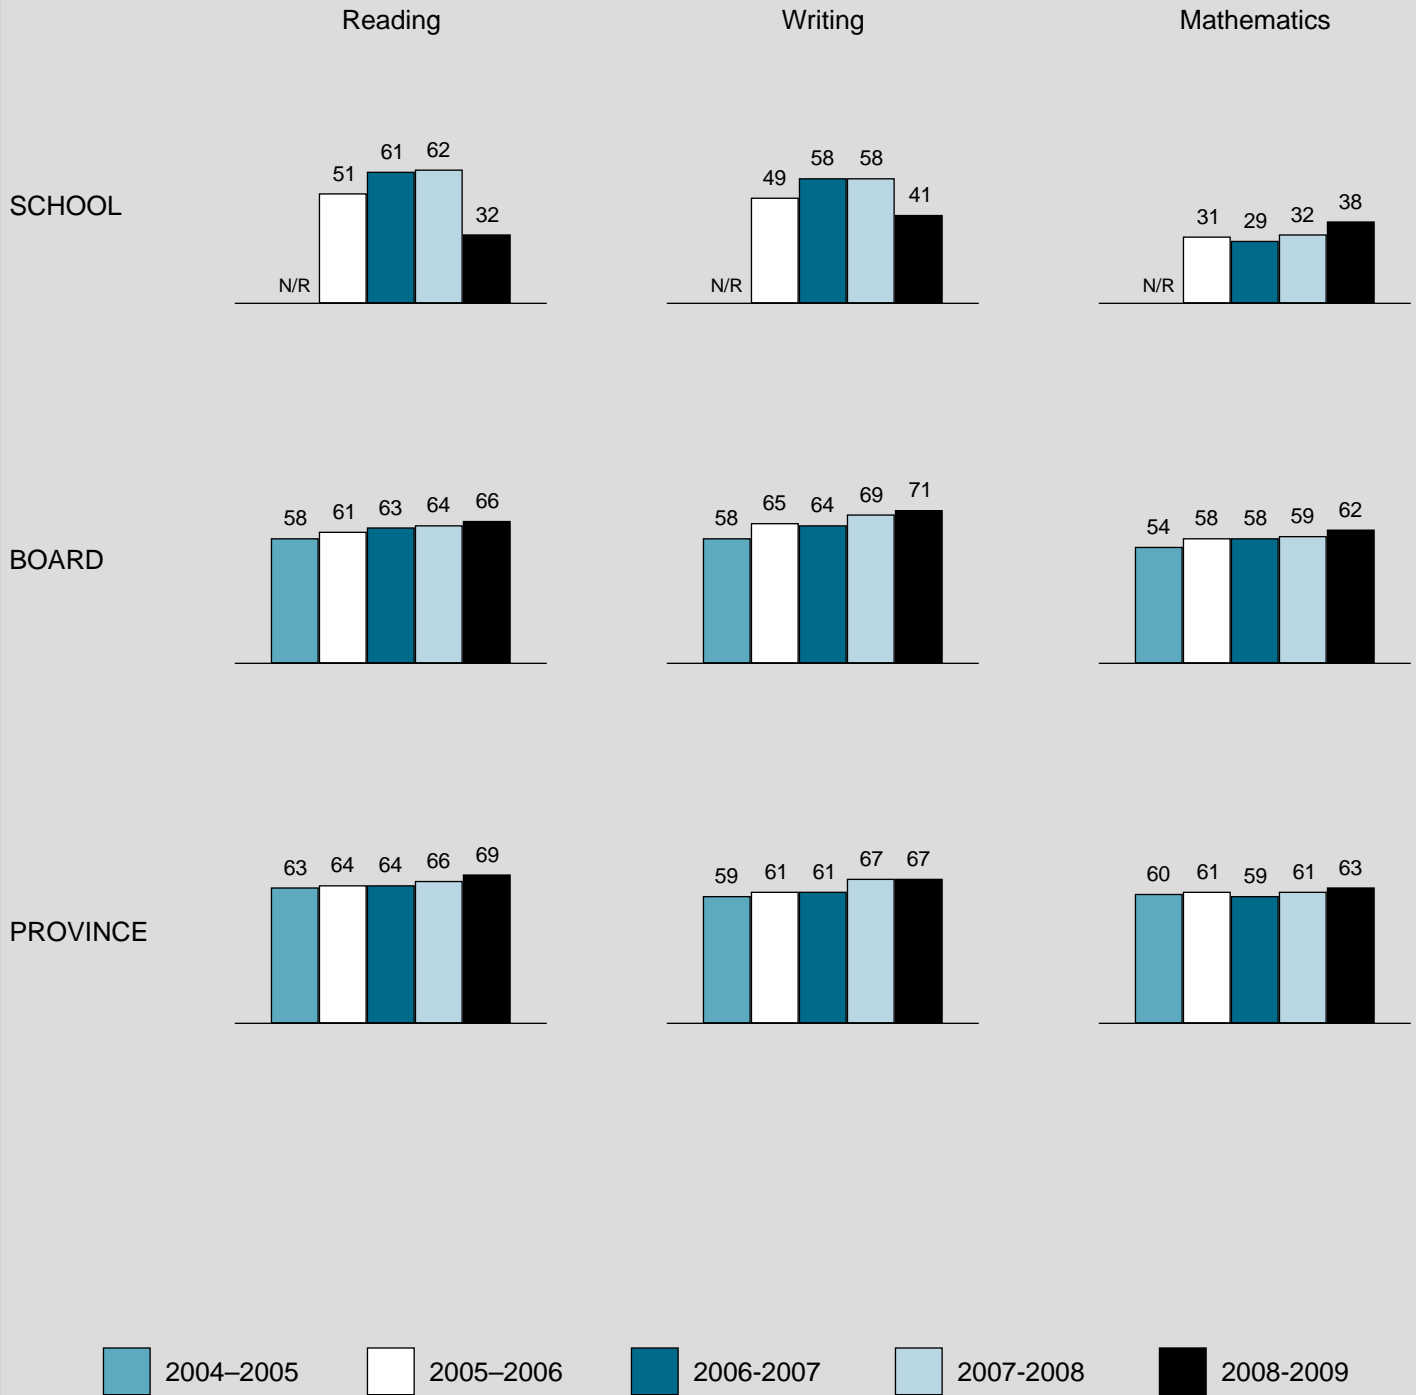 Reading Writing Mathematics
SCHOOL
N/R 51 61 62 32
N/R 49 58 58 41
N/R 31 29 32 38
BOARD
58 61 63 64 66
58 65 64 69 71
54 58 58 59 62
PROVINCE
63 64 64 66 69
59 61 61 67 67
60 61 59 61 63
2004–2005 2005–2006 2006-2007 2007-2008 2008-2009